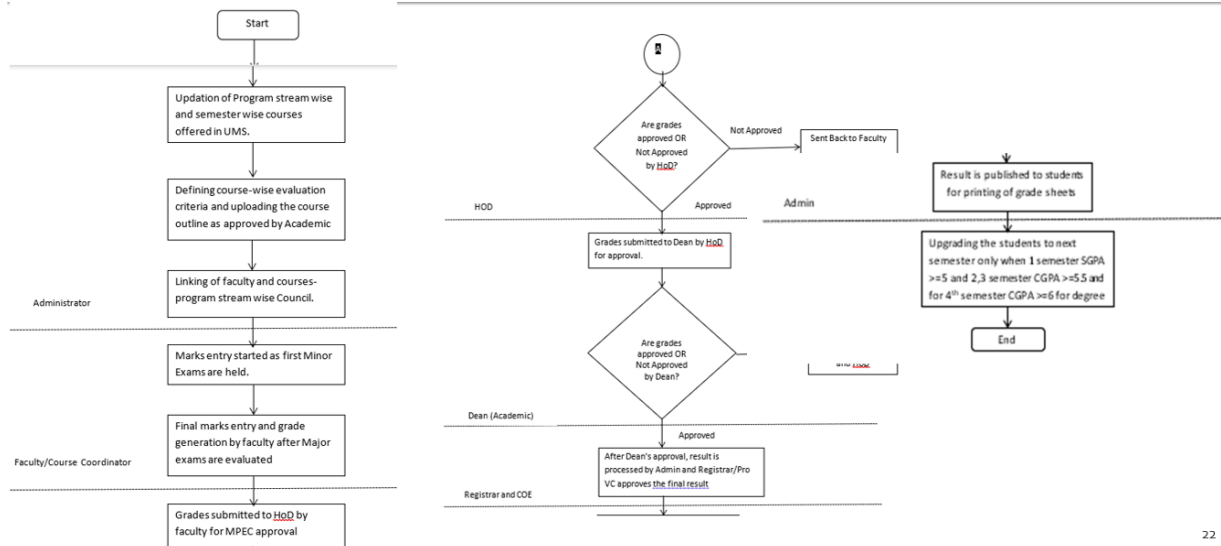 Start
Updation of Program stream wise
and semester wise courses
offered in UMS.
Defining course-wise evaluation
criteria and uploading the course
outline as approved by Academic
Linking of faculty and courses-
program stream wise Council.
Administrator
Marks entry started as first Minor
Exams are held.
Final marks entry and grade
generation by faculty after Major
exams are evaluated
Faculty/Course Coordinator
Grades submitted to HoD by
faculty for MPEC approval
A
Are grades
approved OR
Not Approved
by HoD?
Not Approved
Sent Back to Faculty
Approved
HOD
Grades submitted to Dean by HoD
for approval.
Are grades
approved OR
Not Approved
by Dean?
Dean (Academic)
Approved
After Dean's approval, result is
processed by Admin and Registrar/Pro
VC approves the final result
Registrar and COE
Result is published to students
for printing of grade sheets
Admin
Upgrading the students to next
semester only when 1 semester SGPA
>=5 and 2,3 semester CGPA >=5.5 and
for 4th semester CGPA >=6 for degree
End
22